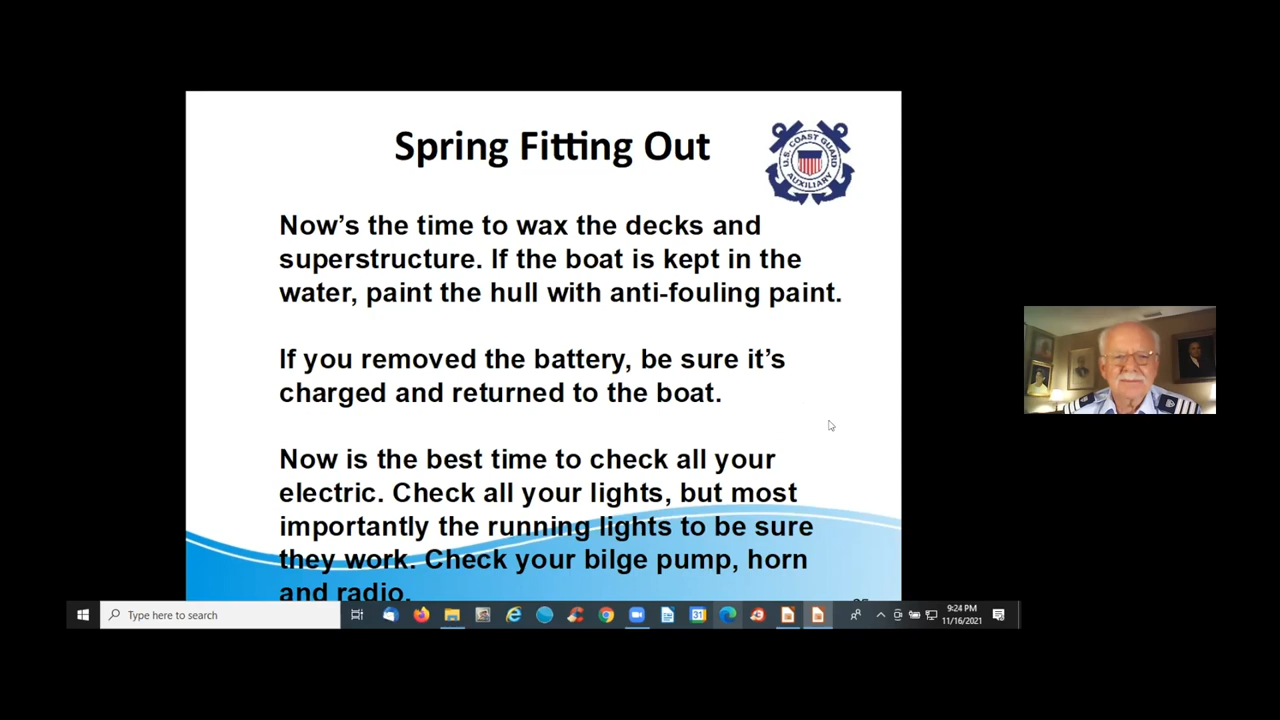 Spring Fitting Out
U.S. COAST GUARD
AUXILIARY
Now's the time to wax the decks and
superstructure. If the boat is kept in the
water, paint the hull with anti-fouling paint.
If you removed the battery, be sure it's
charged and returned to the boat.
Now is the best time to check all your
electric. Check all your lights, but most
importantly the running lights to be sure
they work. Check your bilge pump, horn
and radio.
Type here to search
31
9:24 PM
11/16/2021